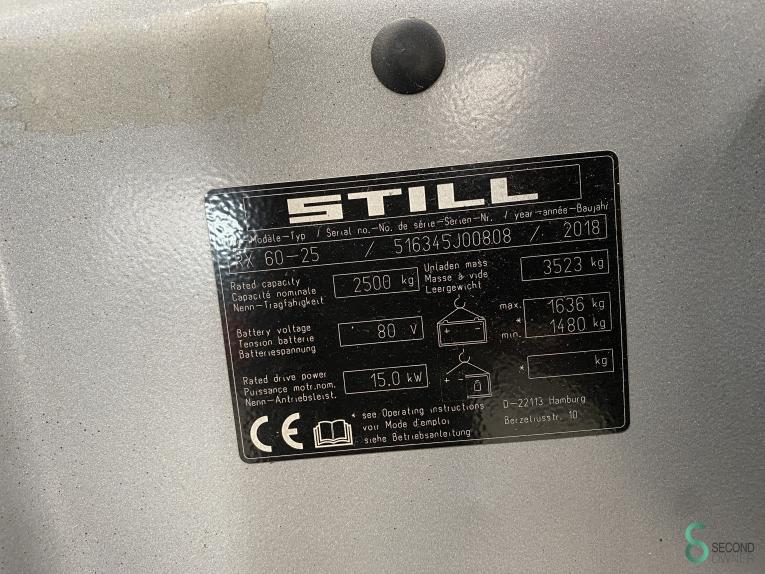 STILL
Modèle-Typ / Serial no.-No. de série-Serien-Nr. / year-année-Baujahr
RX 60-25 / 516345J00808 / 2018
Rated capacity
Capacité nominale
Nenn-Tragfähigkeit
2500 kg
Unladen mass
Masse à vide
Leergewicht
3523 kg
Battery voltage
Tension batterie
Batteriespannung
80 V
max. 1636 kg
*
min. 1480 kg
Rated drive power
Puissance motr.nom.
Nenn-Antriebsleist.
15.0 kW
* kg
CE
* see Operating instructions
voir Mode d'emploi
siehe Betriebsanleitung
D-22113 Hamburg
Berzeliusstr. 10
SECOND
OWNER